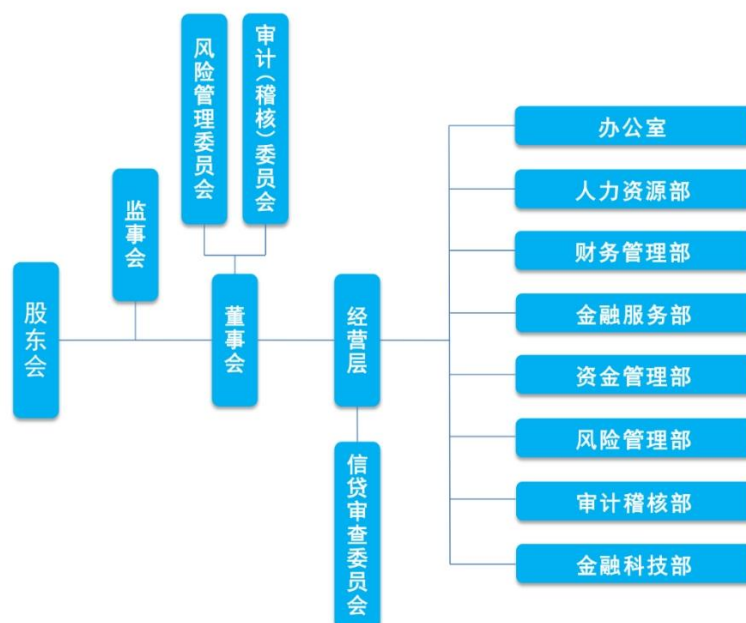 股东会
监事会
风险管理委员会
审计（稽核）委员会
董事会
经营层
信贷审查委员会
办公室
人力资源部
财务管理部
金融服务部
资金管理部
风险管理部
审计稽核部
金融科技部